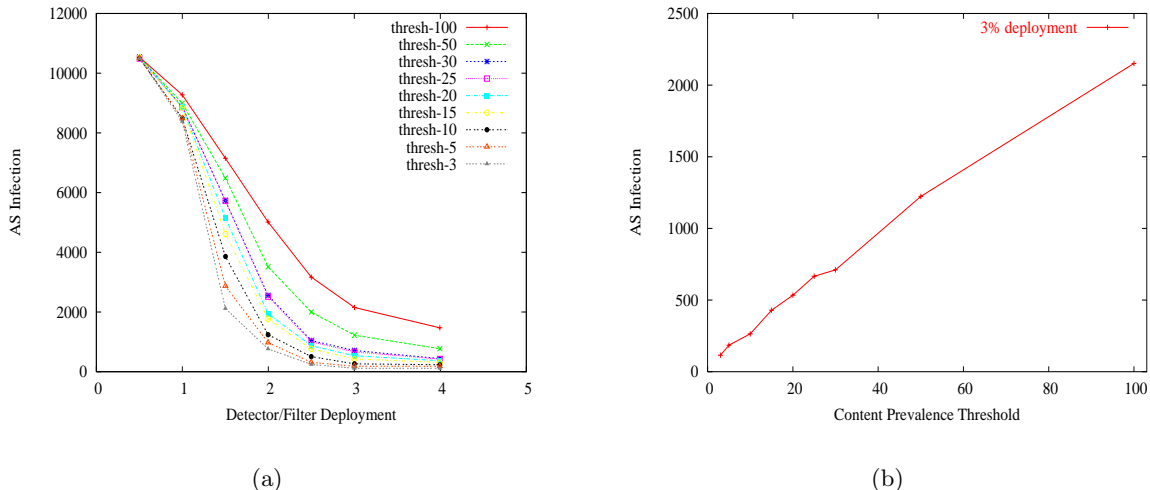 12000
10000
8000
6000
4000
2000
0
AS Infection
0 1 2 3 4 5
Detector/Filter Deployment
thresh-100
thresh-50
thresh-30
thresh-25
thresh-20
thresh-15
thresh-10
thresh-5
thresh-3
(a)
2500
2000
1500
1000
500
0
AS Infection
0 20 40 60 80 100
Content Prevalence Threshold
3% deployment
(b)